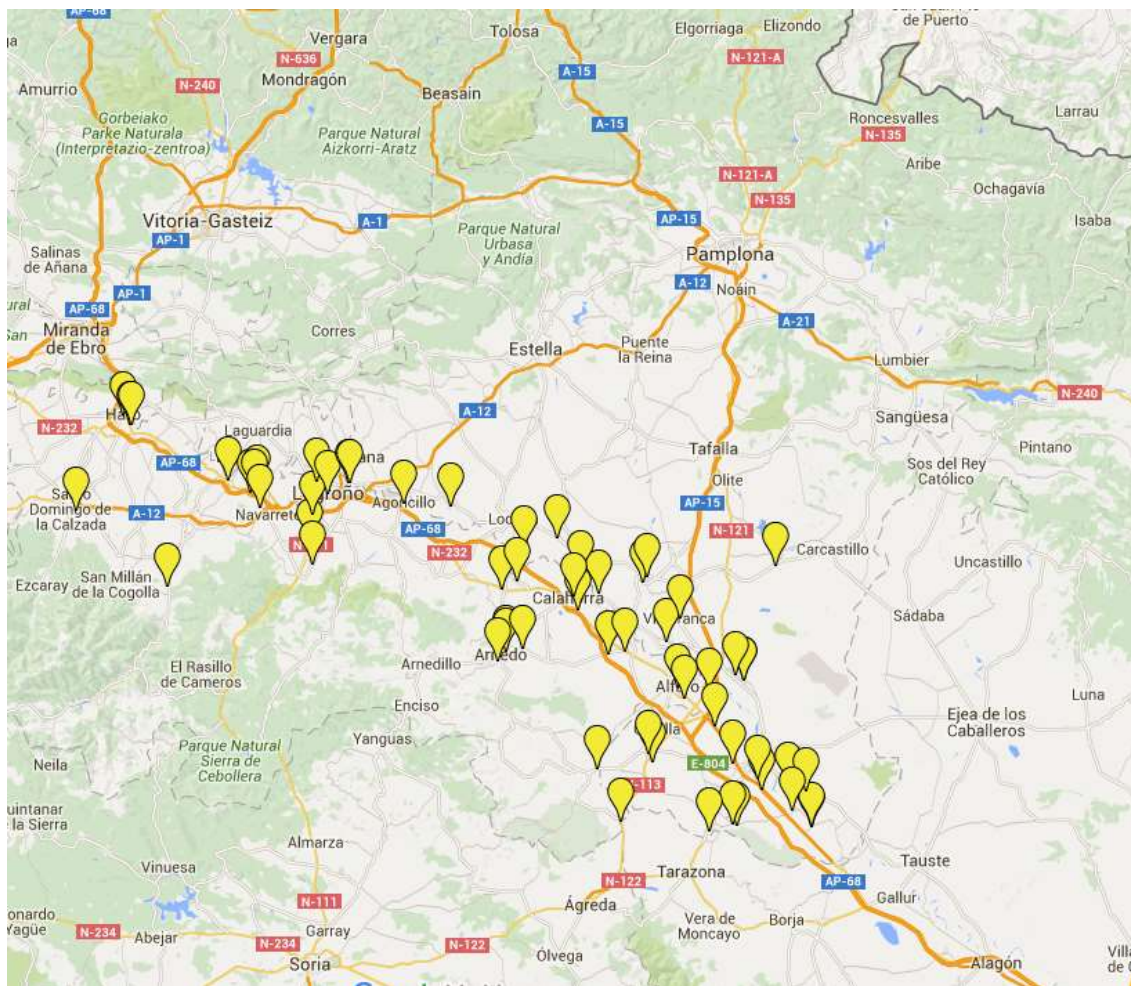 AP-68
Tolosa
Elgorriaga
Elizondo
de Puerto
Vergara
N-636
N-121-A
Mondragón
A-15
N-240
Amurrio
Beasain
Larrau
Gorbeiako
Parke Naturala
(Interpretazio-zentroa)
Parque Natural
Aizkorri-Aratz
A-15
Roncesvalles
N-135
Aribe
N-121-A
Ochagavía
N-135
Vitoria-Gasteiz
A-1
AP-15
Isaba
Parque Natural
Urbasa
y Andía
AP-1
Salinas
de Añana
Pamplona
A-12
Noáin
AP-1
AP-68
Miranda
de Ebro
Corres
A-21
Estella
Puente
la Reina
Lumbier
N-240
N-232
Laguardia
A-12
Sangüesa
Pintano
AP-68
Tafalla
Sos del Rey
Católico
Olite
Domingo de
la Calzada
A-12
Navarrete
Agoncillo
AP-15
AP-68
N-121
N-232
Carcastillo
Uncastillo
Ezcaray
San Millán
de la Cogolla
Sádaba
Arnedillo
El Rasillo
de Cameros
Luna
Enciso
Ejea de los
Caballeros
Yanguas
Parque Natural
Sierra de
Cebollera
Neila
E-804
la Sierra
Almarza
Vinuesa
Tarazona
Tauste
N-122
AP-68
N-111
Ágreda
Gallur
N-234
Abejar
N-234
Garray
N-122
Vera de
Moncayo
Borja
Soria
Ólvega
Alagón